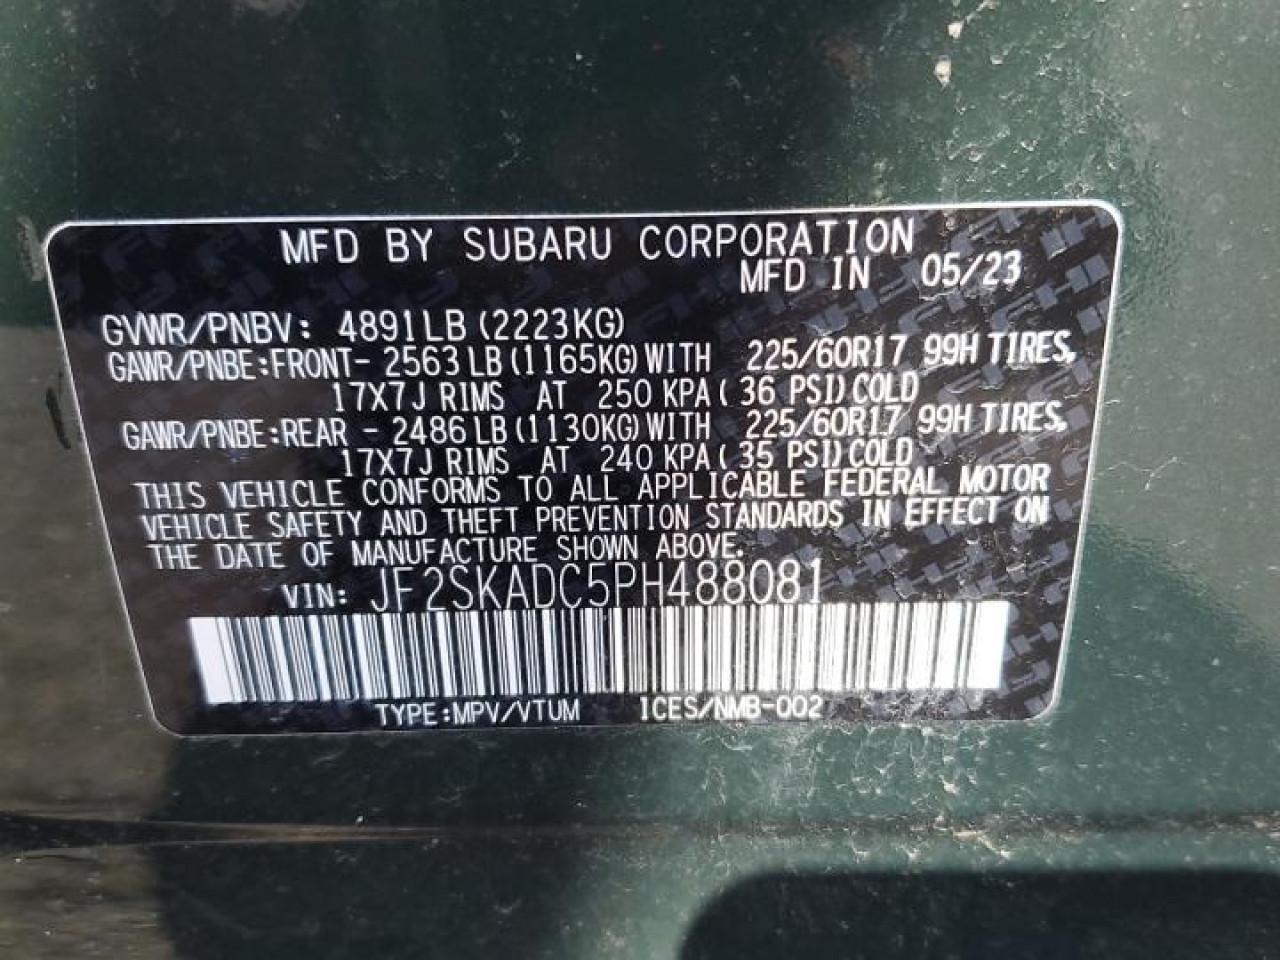 MFD BY SUBARU CORPORATION
MFD IN 05/23
GVWR/PNBV: 4891LB (2223KG)
GAWR/PNBE:FRONT- 2563LB (1165KG)WITH 225/60R17 99H TIRES,
17X7J RIMS AT 250 KPA( 36 PSI)COLD
GAWR/PNBE:REAR - 2486LB (1130KG)WITH 225/60R17 99H TIRES,
17X7J RIMS AT 240 KPA( 35 PSI)COLD
THIS VEHICLE CONFORMS TO ALL APPLICABLE FEDERAL MOTOR
VEHICLE SAFETY AND THEFT PREVENTION STANDARDS IN EFFECT ON
THE DATE OF MANUFACTURE SHOWN ABOVE.
VIN: JF2SKADC5PH488081
TYPE:MPV/VTUM ICES/NMB-002